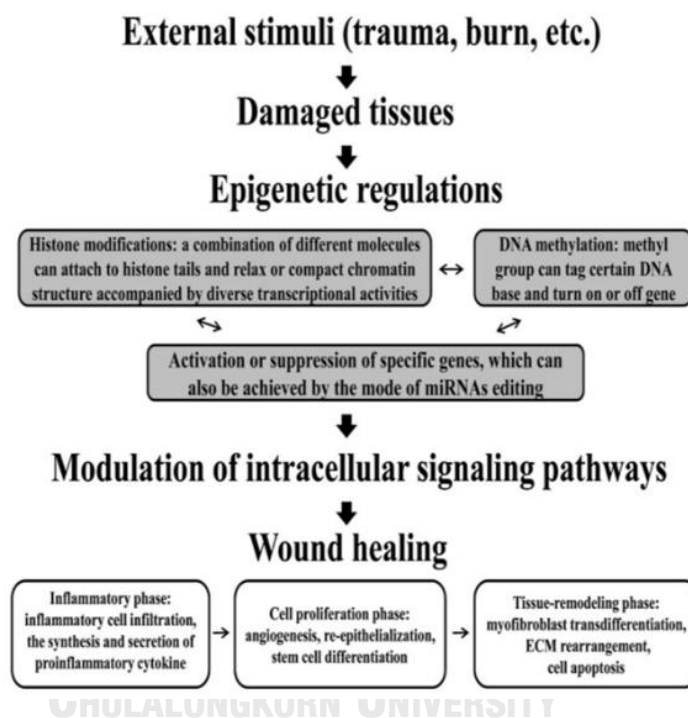 External stimuli (trauma, burn, etc.)
Damaged tissues
Epigenetic regulations
Histone modifications: a combination of different molecules
can attach to histone tails and relax or compact chromatin
structure accompanied by diverse transcriptional activities
DNA methylation: methyl
group can tag certain DNA
base and turn on or off gene
Activation or suppression of specific genes, which can
also be achieved by the mode of miRNAs editing
Modulation of intracellular signaling pathways
Wound healing
Inflammatory phase:
inflammatory cell infiltration,
the synthesis and secretion of
proinflammatory cytokine
Cell proliferation phase:
angiogenesis, re-epithelialization,
stem cell differentiation
Tissue-remodeling phase:
myofibroblast transdifferentiation,
ECM rearrangement,
cell apoptosis
CHULALONGKORN UNIVERSITY